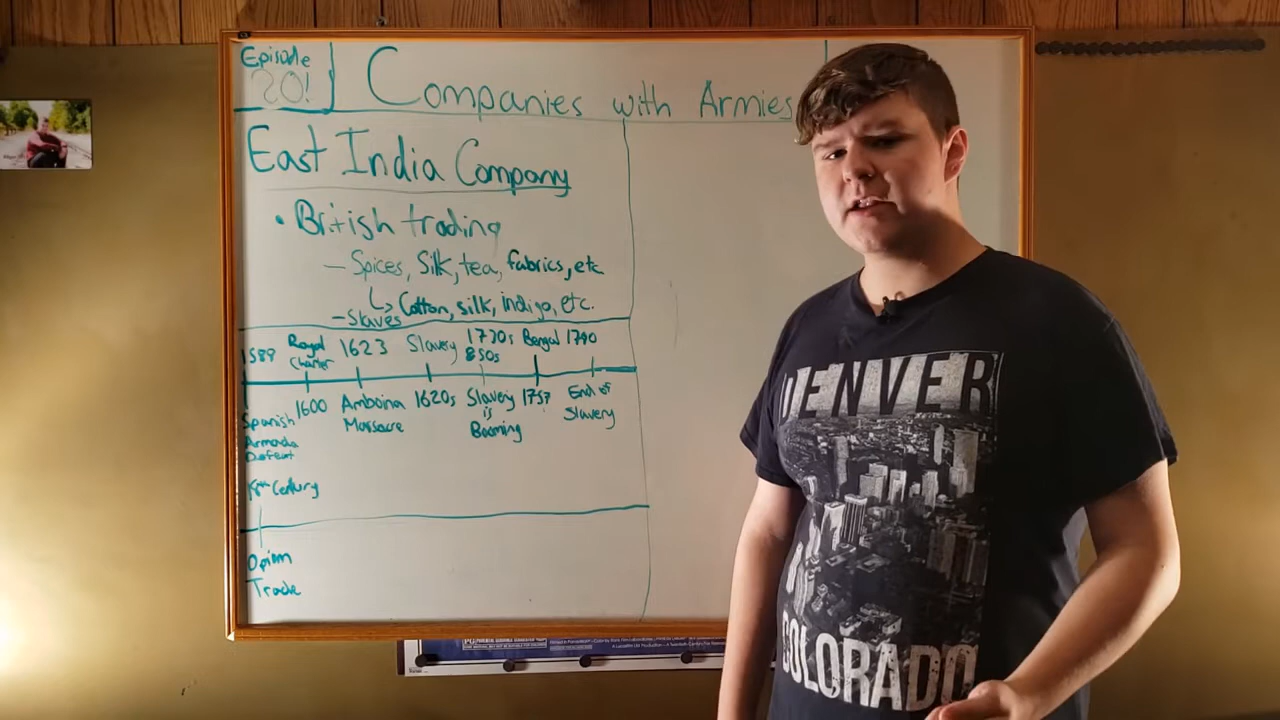 Episode
20!
Companies with Armies
East India Company
• British trading
– Spices, Silk, tea, fabrics, etc
↳ Cotton, silk, indigo, etc.
– Slaves
1589 Royal Charter 1623 Slavery 1730s 850s Bengal 1790
Spanish Armada Defeat 1600 Amboina Massacre 1620s Slavery is Booming 1757 End of Slavery
18th Century
Opium
Trade
DENVER
COLORADO